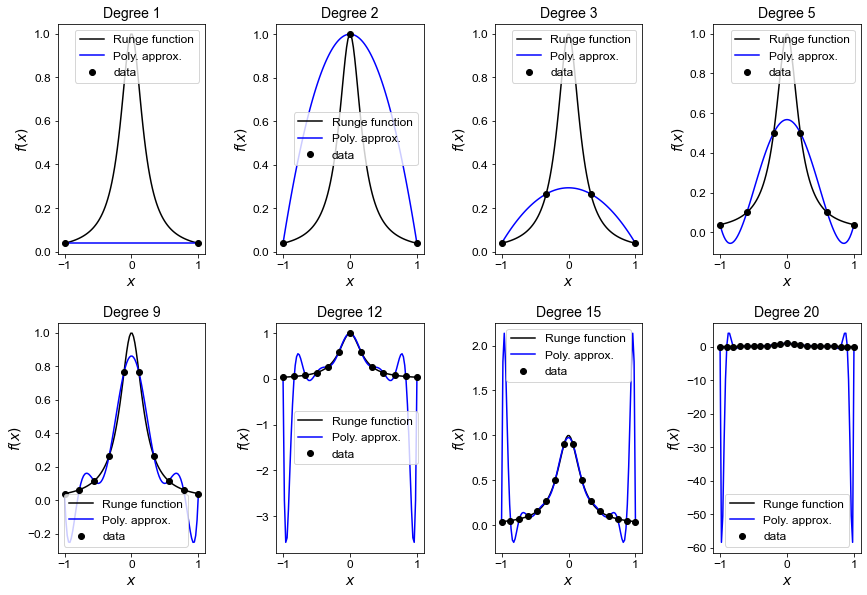 Degree 1
1.0
0.8
0.6
0.4
0.2
0.0
f(x)
Runge function
Poly. approx.
data
−1
0
1
x
Degree 2
1.0
0.8
0.6
0.4
0.2
0.0
f(x)
Runge function
Poly. approx.
data
−1
0
1
x
Degree 3
1.0
0.8
0.6
0.4
0.2
0.0
f(x)
Runge function
Poly. approx.
data
−1
0
1
x
Degree 5
1.0
0.8
0.6
0.4
0.2
0.0
f(x)
Runge function
Poly. approx.
data
−1
0
1
x
Degree 9
1.0
0.8
0.6
0.4
0.2
0.0
−0.2
f(x)
Runge function
Poly. approx.
data
−1
0
1
x
Degree 12
1
0
−1
−2
−3
f(x)
Runge function
Poly. approx.
data
−1
0
1
x
Degree 15
2.0
1.5
1.0
0.5
0.0
f(x)
Runge function
Poly. approx.
data
−1
0
1
x
Degree 20
0
−10
−20
−30
−40
−50
−60
f(x)
Runge function
Poly. approx.
data
−1
0
1
x